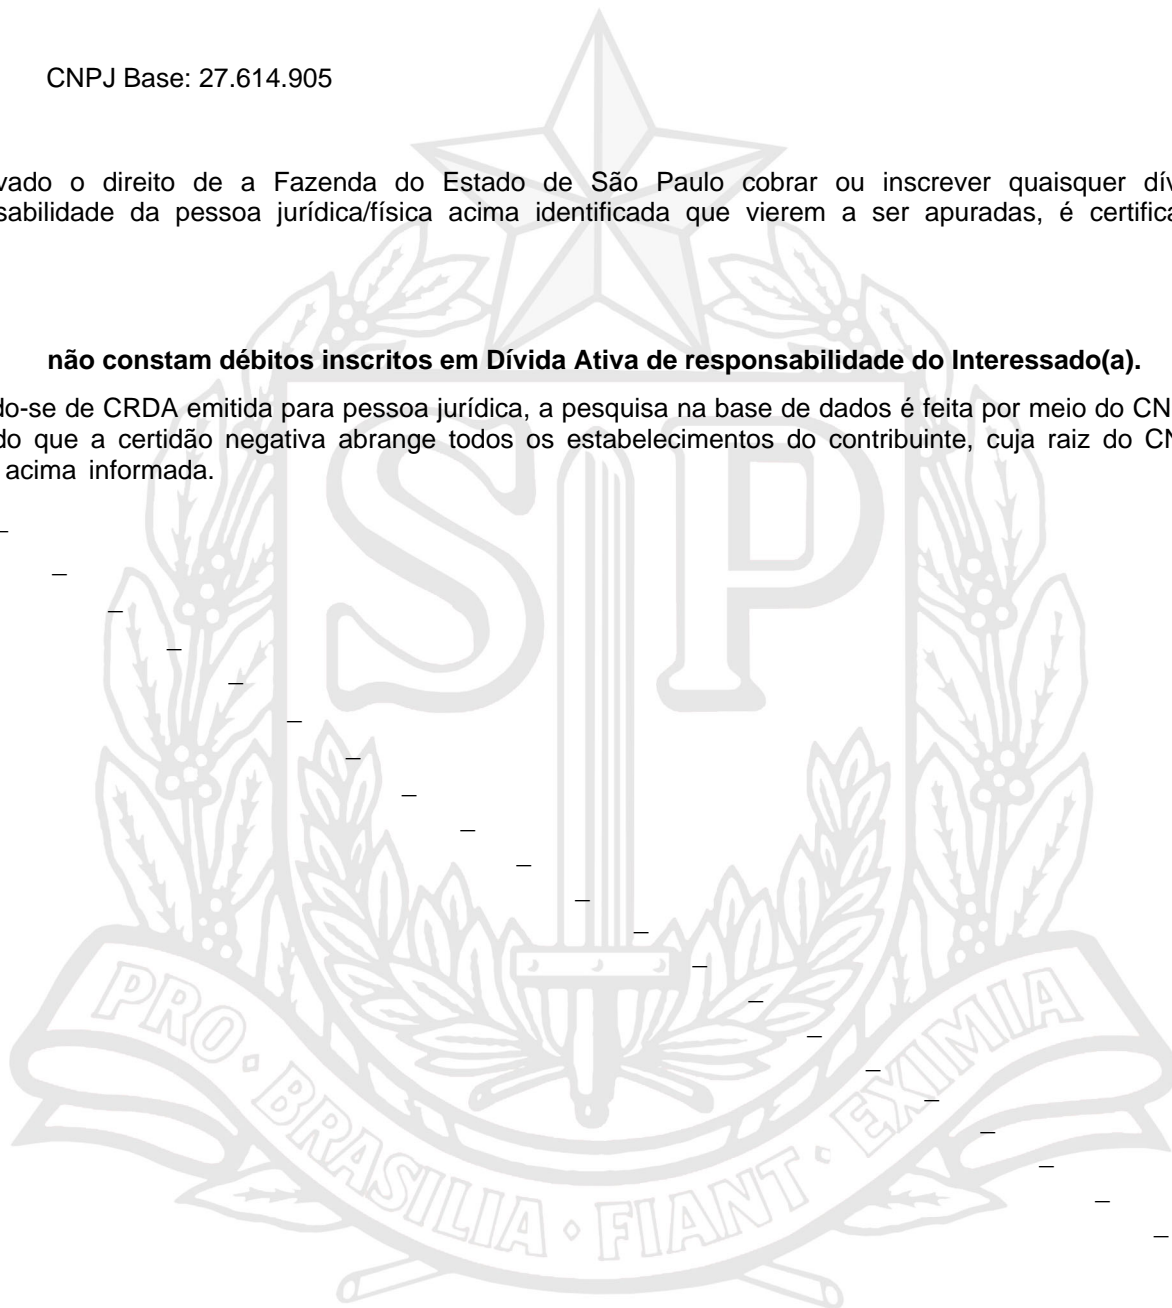 CNPJ Base: 27.614.905
vado o direito de a Fazenda do Estado de São Paulo cobrar ou inscrever quaisquer dív
sabilidade da pessoa jurídica/física acima identificada que vierem a ser apuradas, é certifica
não constam débitos inscritos em Dívida Ativa de responsabilidade do Interessado(a).
do-se de CRDA emitida para pessoa jurídica, a pesquisa na base de dados é feita por meio do CN
do que a certidão negativa abrange todos os estabelecimentos do contribuinte, cuja raiz do CN
acima informada.
SP
PRO · BRASILIA · FIANT · EXIMIA